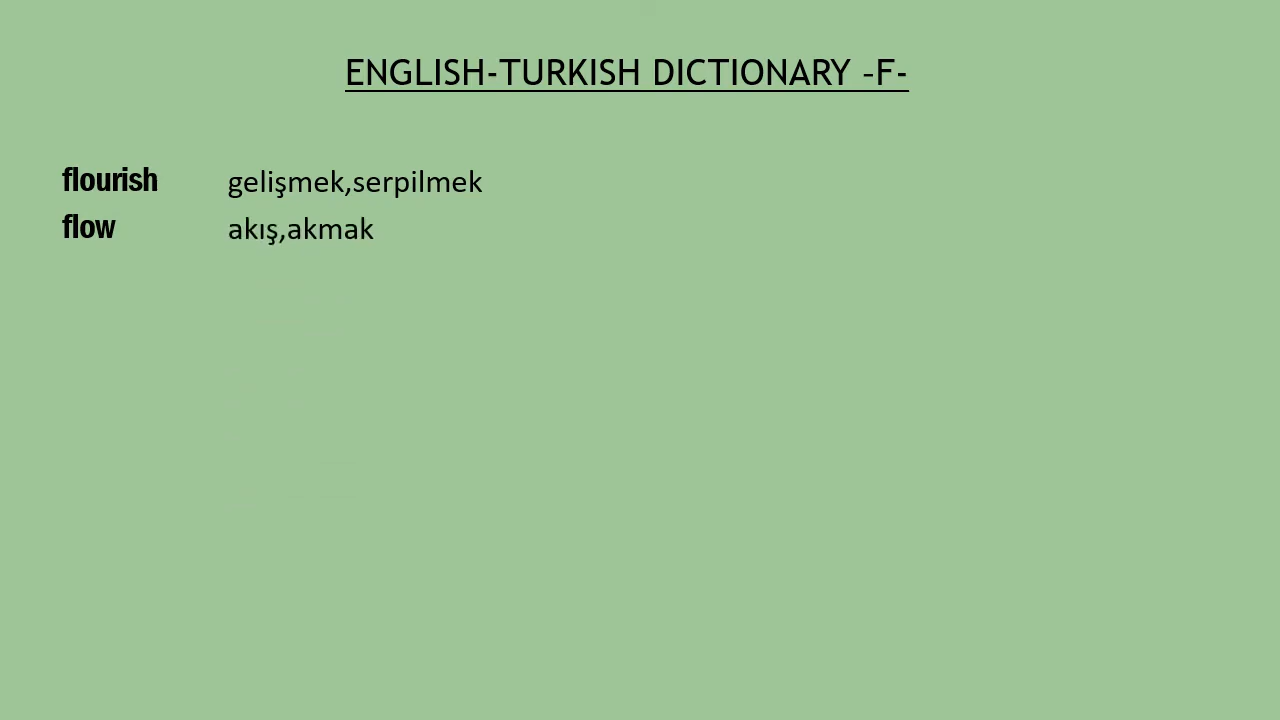 ENGLISH-TURKISH DICTIONARY –F-
flourish gelişmek,serpilmek
flow akış,akmak